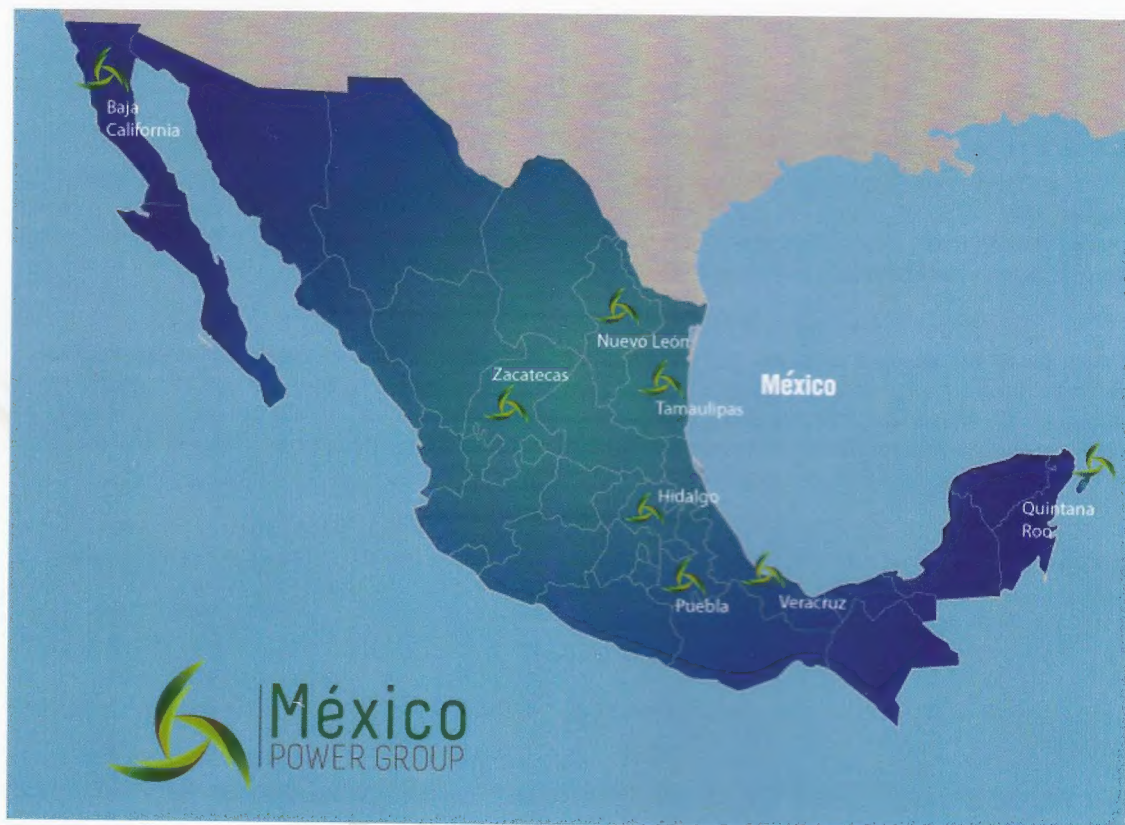 Baja
California
Nuevo León
Zacatecas
México
Tamaulipas
Hidalgo
Quintana
Roo
Puebla
Veracruz
México
POWER GROUP